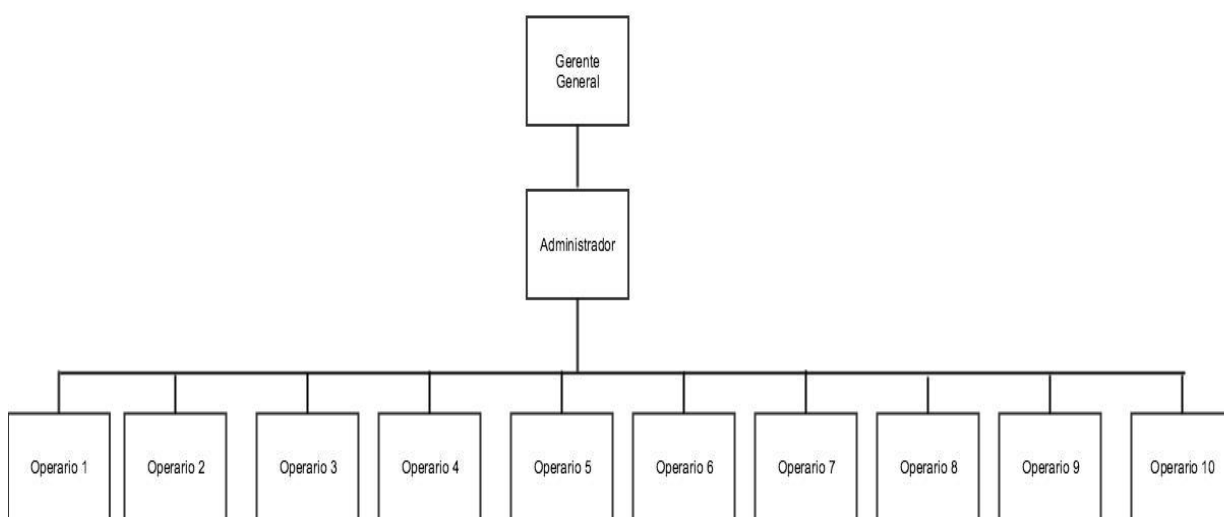 Gerente
General
Administrador
Operario 1
Operario 2
Operario 3
Operario 4
Operario 5
Operario 6
Operario 7
Operario 8
Operario 9
Operario 10